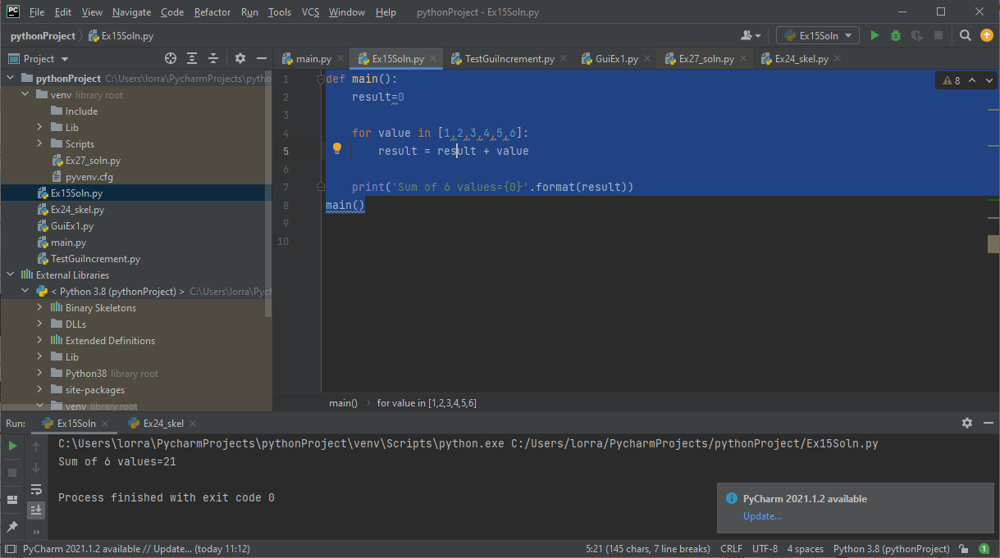 PC File Edit View Navigate Code Refactor Run Tools VCS Window Help pythonProject - Ex15Soln.py
pythonProject Ex15Soln.py Ex15Soln
Project
main.py Ex15Soln.py TestGuiIncrement.py GuiEx1.py Ex27_soln.py Ex24_skel.py
pythonProject C:\Users\lorra\PycharmProjects\pytho
venv library root
Include
Lib
Scripts
Ex27_soln.py
pyvenv.cfg
Ex15Soln.py
Ex24_skel.py
GuiEx1.py
main.py
TestGuiIncrement.py
External Libraries
< Python 3.8 (pythonProject) > C:\Users\lorra\Pych
Binary Skeletons
DLLs
Extended Definitions
Lib
Python38 library root
site-packages
venv library root
8
1 def main():
2     result=0
3
4     for value in [1,2,3,4,5,6]:
5         result = result + value
6
7     print('Sum of 6 values={0}'.format(result))
8 main()
9
10
main() for value in [1,2,3,4,5,6]
Run: Ex15Soln Ex24_skel
C:\Users\lorra\PycharmProjects\pythonProject\venv\Scripts\python.exe C:/Users/lorra/PycharmProjects/pythonProject/Ex15Soln.py
Sum of 6 values=21
Process finished with exit code 0
PyCharm 2021.1.2 available
Update...
PyCharm 2021.1.2 available // Update... (today 11:12) 5:21 (145 chars, 7 line breaks) CRLF UTF-8 4 spaces Python 3.8 (pythonProject) 1